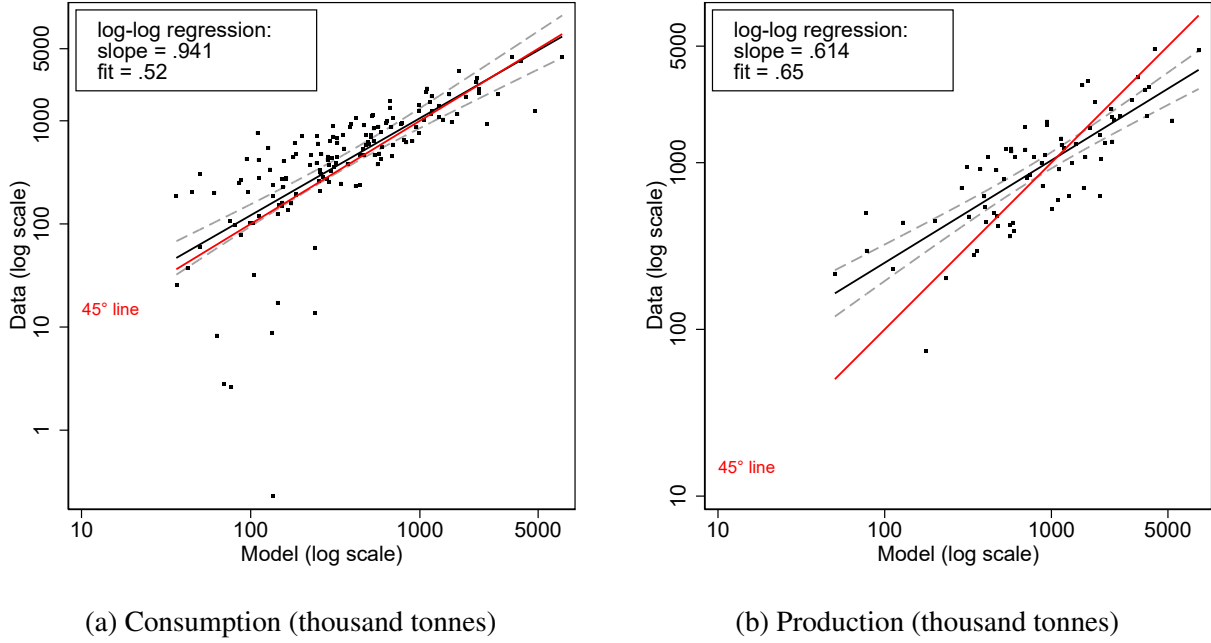 log-log regression:
slope = .941
fit = .52
5000
1000
100
10
1
Data (log scale)
45° line
10
100
1000
5000
Model (log scale)
(a) Consumption (thousand tonnes)
log-log regression:
slope = .614
fit = .65
5000
1000
100
10
Data (log scale)
45° line
10
100
1000
5000
Model (log scale)
(b) Production (thousand tonnes)